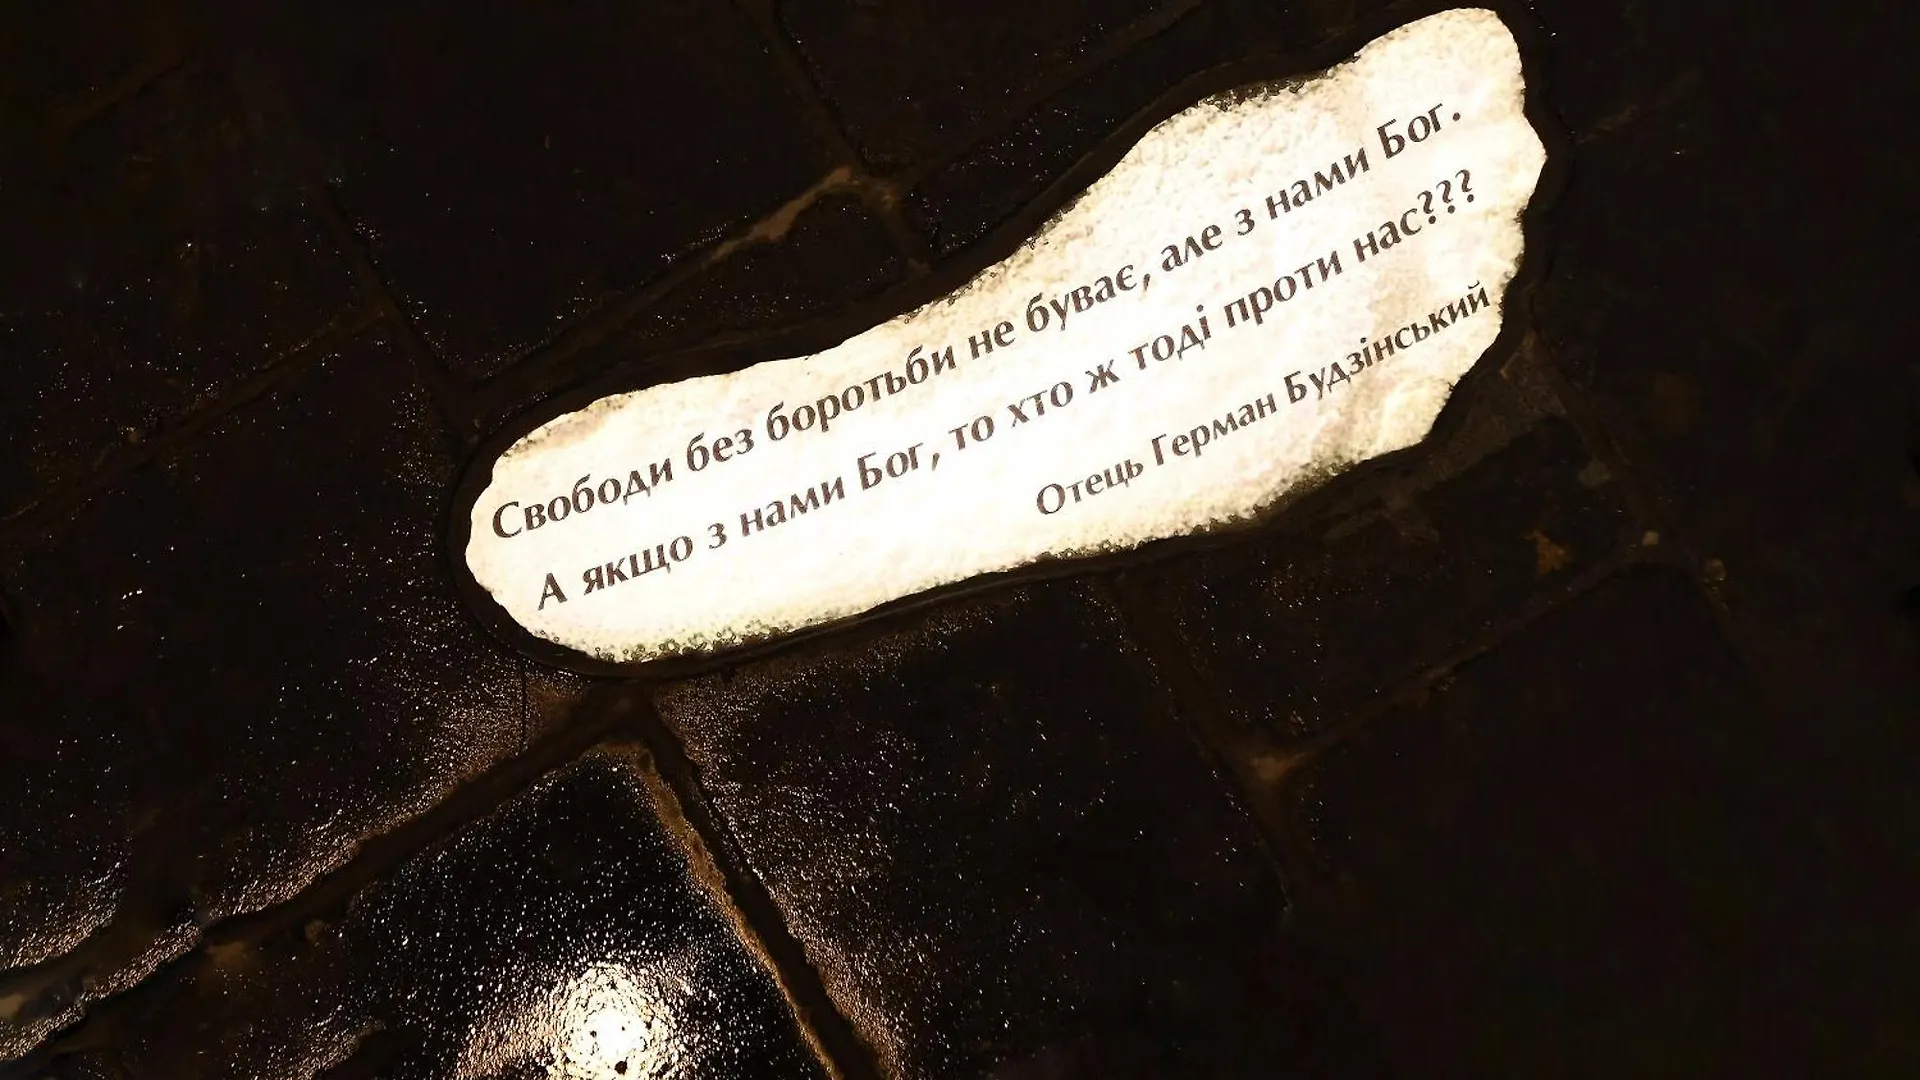 Свободи без боротьби не буває, але з нами Бог.
А якщо з нами Бог, то хто ж тоді проти нас???
Отець Герман Будзінський